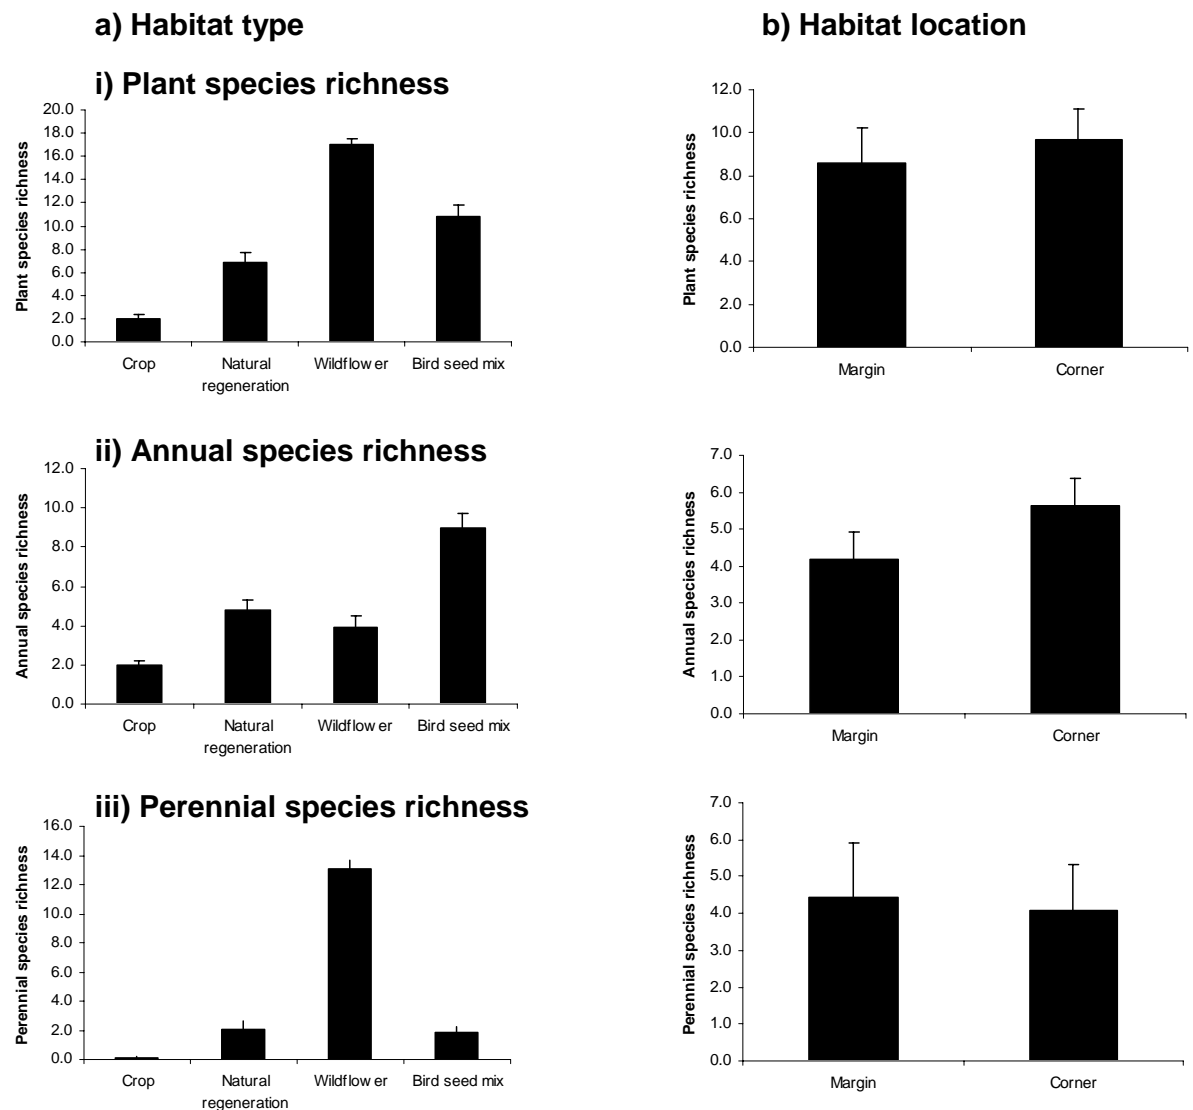 a) Habitat type
b) Habitat location
i) Plant species richness
Plant species richness
20.0
18.0
16.0
14.0
12.0
10.0
8.0
6.0
4.0
2.0
0.0
Crop
Natural
regeneration
Wildflower
Bird seed mix
Plant species richness
12.0
10.0
8.0
6.0
4.0
2.0
0.0
Margin
Corner
ii) Annual species richness
Annual species richness
12.0
10.0
8.0
6.0
4.0
2.0
0.0
Crop
Natural
regeneration
Wildflower
Bird seed mix
Annual species richness
7.0
6.0
5.0
4.0
3.0
2.0
1.0
0.0
Margin
Corner
iii) Perennial species richness
Perennial species richness
16.0
14.0
12.0
10.0
8.0
6.0
4.0
2.0
0.0
Crop
Natural
regeneration
Wildflower
Bird seed mix
Perennial species richness
7.0
6.0
5.0
4.0
3.0
2.0
1.0
0.0
Margin
Corner